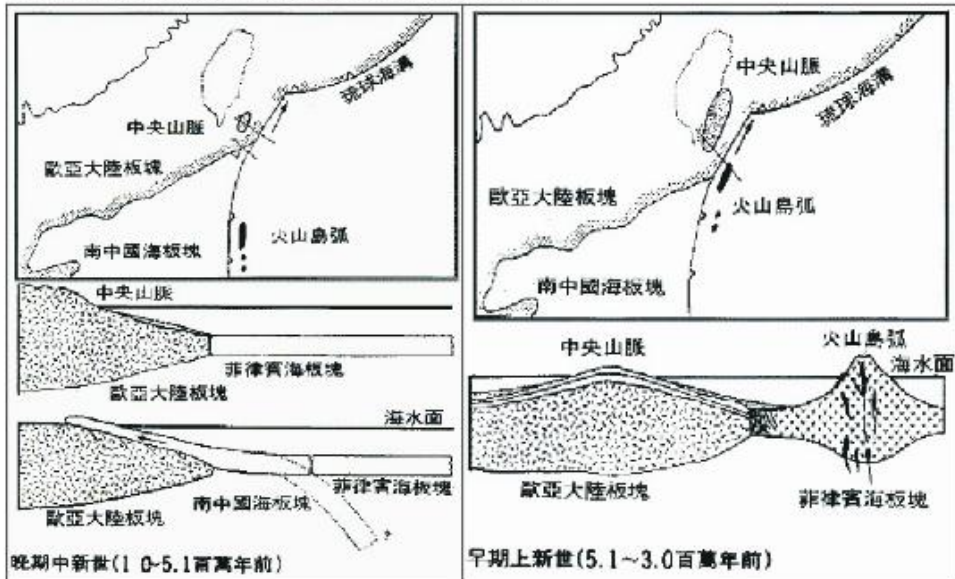 中央山脈
琉球海溝
歐亞大陸板塊
火山島弧
南中國海板塊
中央山脈
菲律賓海板塊
歐亞大陸板塊
海水面
菲律賓海板塊
南中國海板塊
歐亞大陸板塊
晚期中新世(10~5.1百萬年前)
中央山脈
琉球海溝
歐亞大陸板塊
火山島弧
南中國海板塊
火山島弧
中央山脈
海水面
歐亞大陸板塊
菲律賓海板塊
早期上新世(5.1~3.0百萬年前)